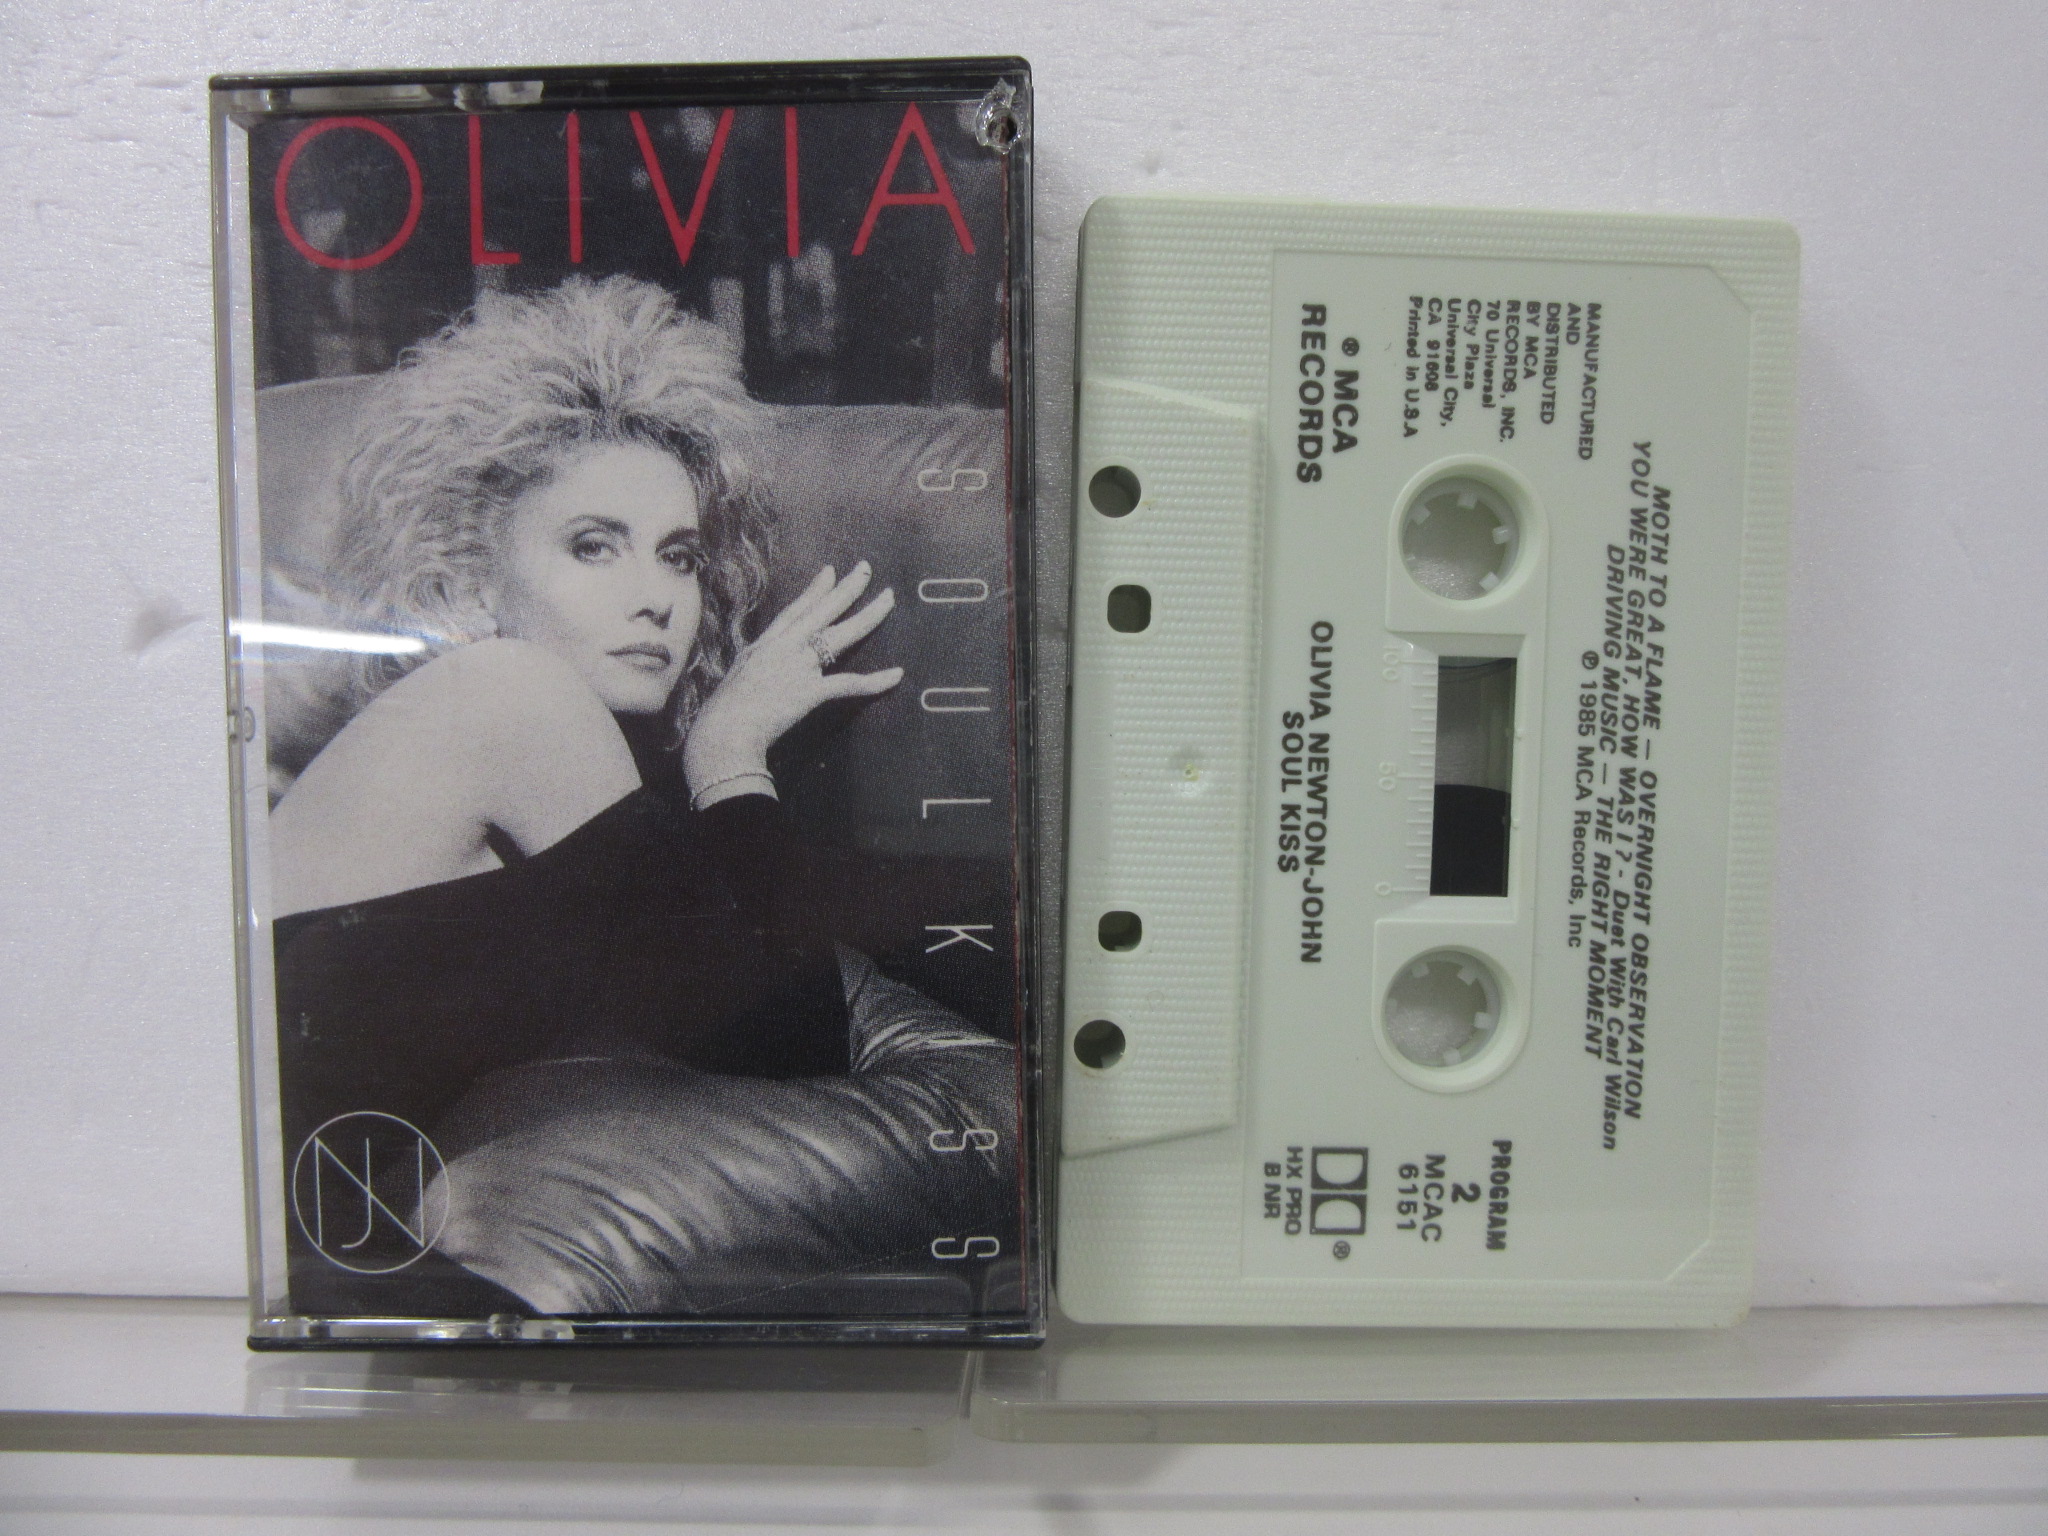 OLIVIA
SOUL KISS
NJ
MOTH TO A FLAME — OVERNIGHT OBSERVATION
YOU WERE GREAT, HOW WAS I? - Duet With Carl Wilson
DRIVING MUSIC — THE RIGHT MOMENT
℗ 1985 MCA Records, Inc
MANUFACTURED
AND
DISTRIBUTED
BY MCA
RECORDS, INC.
70 Universal
City Plaza
Universal City,
CA 91608
Printed in U.S.A
® MCA
RECORDS
100 50 0
PROGRAM
2
MCAC
6151
OLIVIA NEWTON-JOHN
SOUL KISS
®
HX PRO
B NR